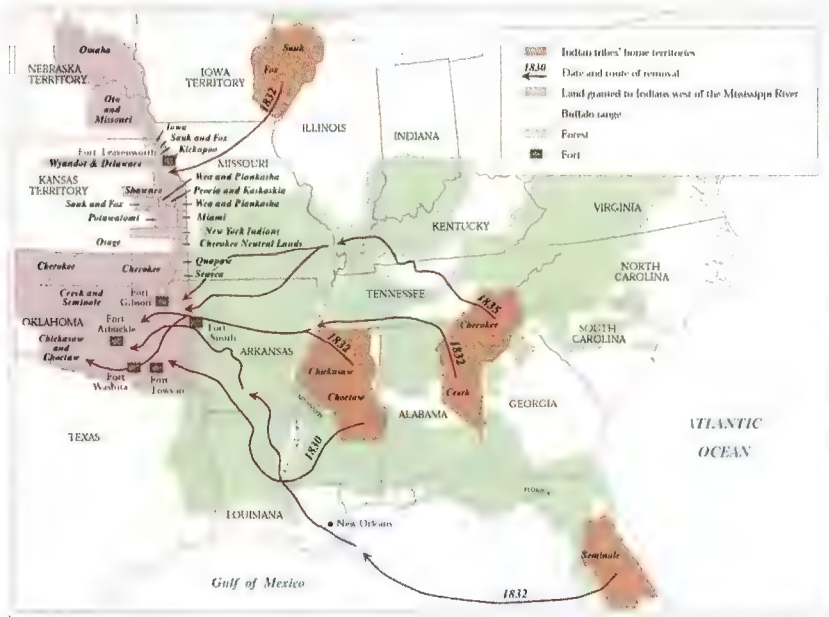 Indian tribes' home territories
1830
Date and route of removal
Land granted to Indians west of the Mississippi River
Buffalo range
Forest
Fort
Omaha
NEBRASKA
TERRITORY
Oto
and
Missouri
IOWA
TERRITORY
Sauk
Fox
1832
ILLINOIS
INDIANA
Iowa
Sauk and Fox
Kickapoo
Fort Leavenworth
Wyandot & Delaware
MISSOURI
KANSAS
TERRITORY
Shawnee
Wea and Piankasha
Peoria and Kaskaskia
Sauk and Fox
Wea and Piankasha
Potawatomi
Miami
New York Indians
Osage
Cherokee Neutral Lands
Cherokee
Cherokee
Quapaw
Seneca
KENTUCKY
VIRGINIA
NORTH
CAROLINA
SOUTH
CAROLINA
TENNESSEE
1835
Cherokee
1832
Creek
Creek and
Seminole
Fort
Gibson
OKLAHOMA
Fort
Arbuckle
Fort
Smith
Chickasaw
and
Choctaw
Fort
Washita
Fort
Towson
ARKANSAS
1832
Chickasaw
Choctaw
ALABAMA
GEORGIA
1830
TEXAS
LOUISIANA
New Orleans
ATLANTIC
OCEAN
Seminole
1832
Gulf of Mexico